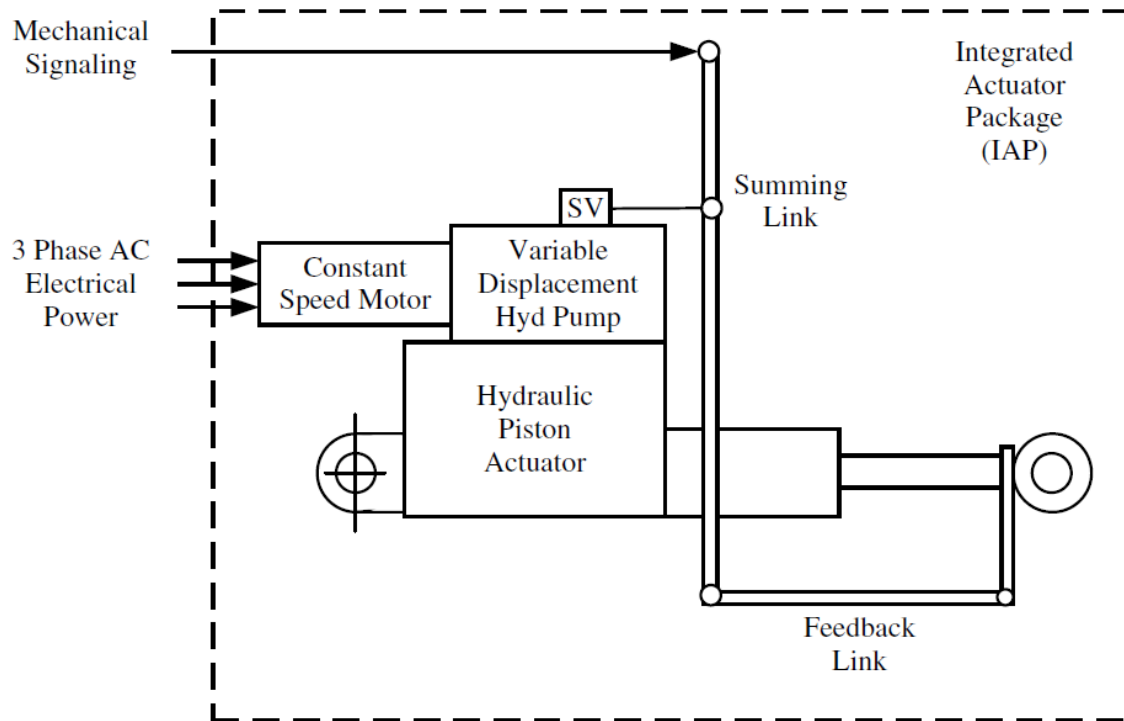 Mechanical
Signaling
Integrated
Actuator
Package
(IAP)
Summing
Link
SV
3 Phase AC
Electrical
Power
Constant
Speed Motor
Variable
Displacement
Hyd Pump
Hydraulic
Piston
Actuator
Feedback
Link